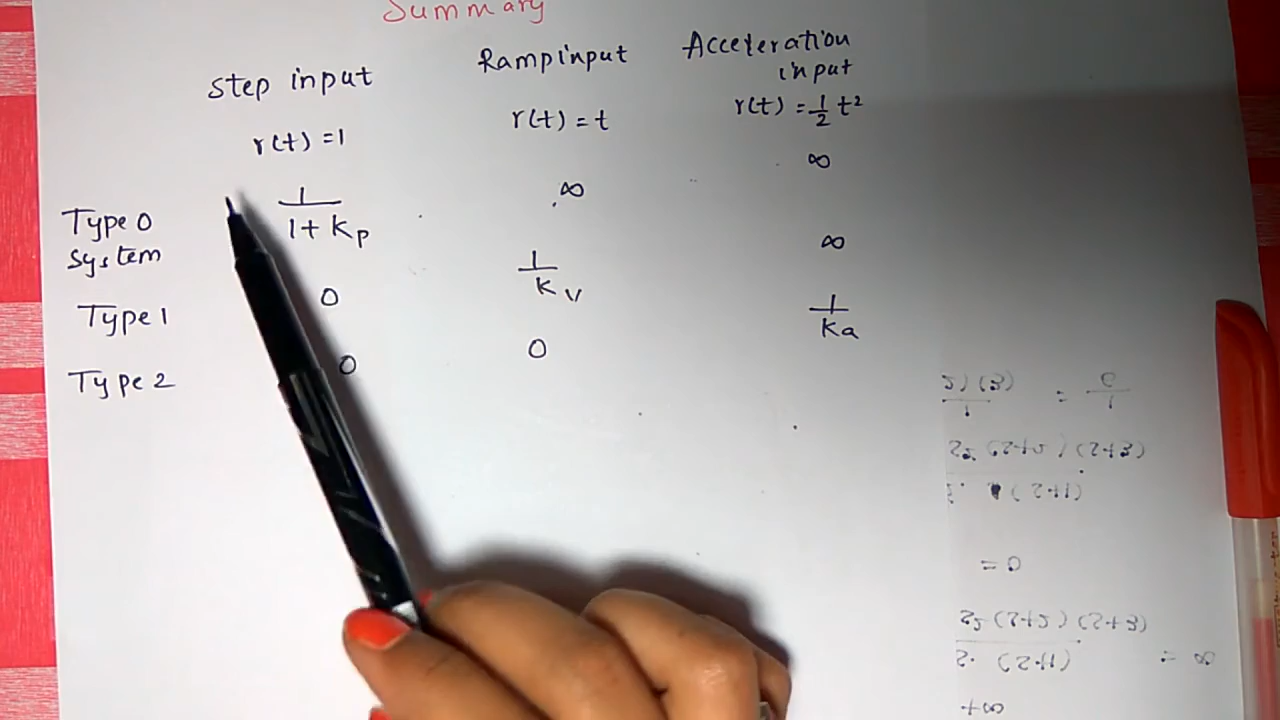 Summary
Step input Ramp input Acceleration input
r(t) = 1 r(t) = t r(t) = 1/2 t²
Type 0 System 1/(1 + Kp) ∞ ∞
Type 1 0 1/Kv ∞
Type 2 0 0 1/Ka